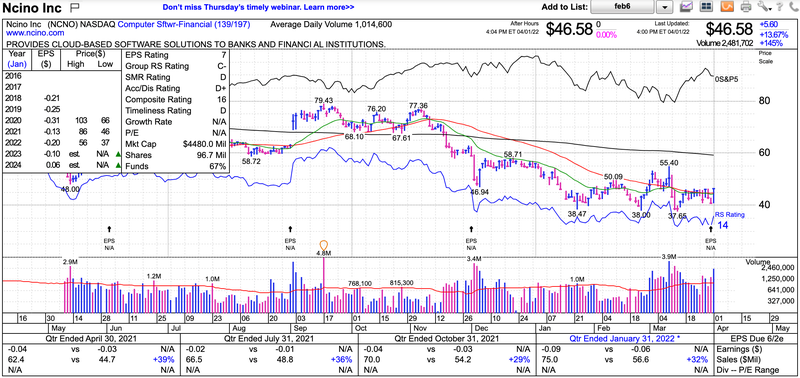 Ncino Inc
Don't miss Thursday's timely webinar. Learn more>>
Add to List: feb6
Ncino Inc (NCNO) NASDAQ Computer Sftwr-Financial (139/197)
www.ncino.com
Average Daily Volume 1,014,600
After Hours
4:04 PM ET 04/01/22
$46.58 0
0.00%
Last Updated:
4:00 PM ET 04/01/22
$46.58
Volume 2,481,702
+5.60
+13.67%
+145%
PROVIDES CLOUD-BASED SOFTWARE SOLUTIONS TO BANKS AND FINANCIAL INSTITUTIONS.
Year (Jan) EPS ($) Price($) High Low
2016
2017
2018 -0.21
2019 -0.25
2020 -0.31 103 66
2021 -0.13 86 46
2022 -0.20 56 37
2023 -0.10 est. N/A
2024 0.06 est. N/A
EPS Rating 7
Group RS Rating C-
SMR Rating D
Acc/Dis Rating D+
Composite Rating 16
Timeliness Rating D
Growth Rate N/A
P/E N/A
Mkt Cap $4480.0 Mil
Shares 96.7 Mil
Funds 67%
Price
Scale
0S&P5
80
60
40
79.43
76.20
77.36
68.10
67.61
58.72
48.00
46.94
58.71
50.09
55.40
38.47
38.00
37.65
RS Rating
14
EPS
N/A
EPS
N/A
EPS
N/A
EPS
N/A
Volume
2,460,000
1,280,000
641,000
327,000
2.9M
1.2M
1.0M
4.8M
768,100
815,300
3.4M
1.0M
3.9M
16 30 14 28 11 25 09 23 06 20 03 17 01 15 29 12 26 10 24 07 21 04 18 04 18 01 15 29
May Jun Jul Aug Sep Oct Nov Dec Jan Feb Mar Apr May
Qtr Ended April 30, 2021 Qtr Ended July 31, 2021 Qtr Ended October 31, 2021 Qtr Ended January 31, 2022 * EPS Due 6/2e
-0.04 vs -0.03 N/A -0.02 vs -0.01 N/A -0.04 vs -0.03 N/A -0.09 vs -0.06 N/A Earnings ($)
62.4 vs 44.7 +39% 66.5 vs 48.8 +36% 70.0 vs 54.2 +29% 75.0 vs 56.6 +32% Sales ($Mil)
N/A N/A N/A N/A Div -- P/E Range